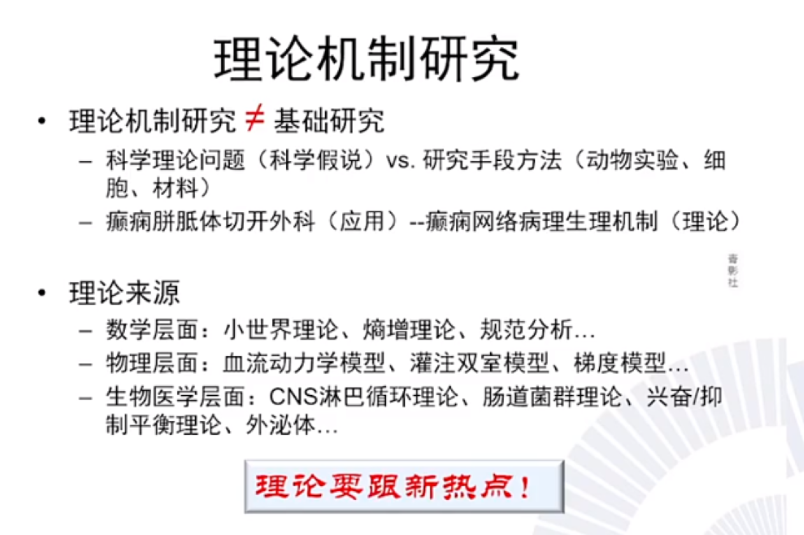 理论机制研究
• 理论机制研究 ≠ 基础研究
– 科学理论问题（科学假说）vs. 研究手段方法（动物实验、细
胞、材料）
– 癫痫胼胝体切开外科（应用）--癫痫网络病理生理机制（理论）
• 理论来源
– 数学层面：小世界理论、熵增理论、规范分析...
– 物理层面：血流动力学模型、灌注双室模型、梯度模型...
– 生物医学层面：CNS淋巴循环理论、肠道菌群理论、兴奋/抑
制平衡理论、外泌体...
理论要跟新热点！